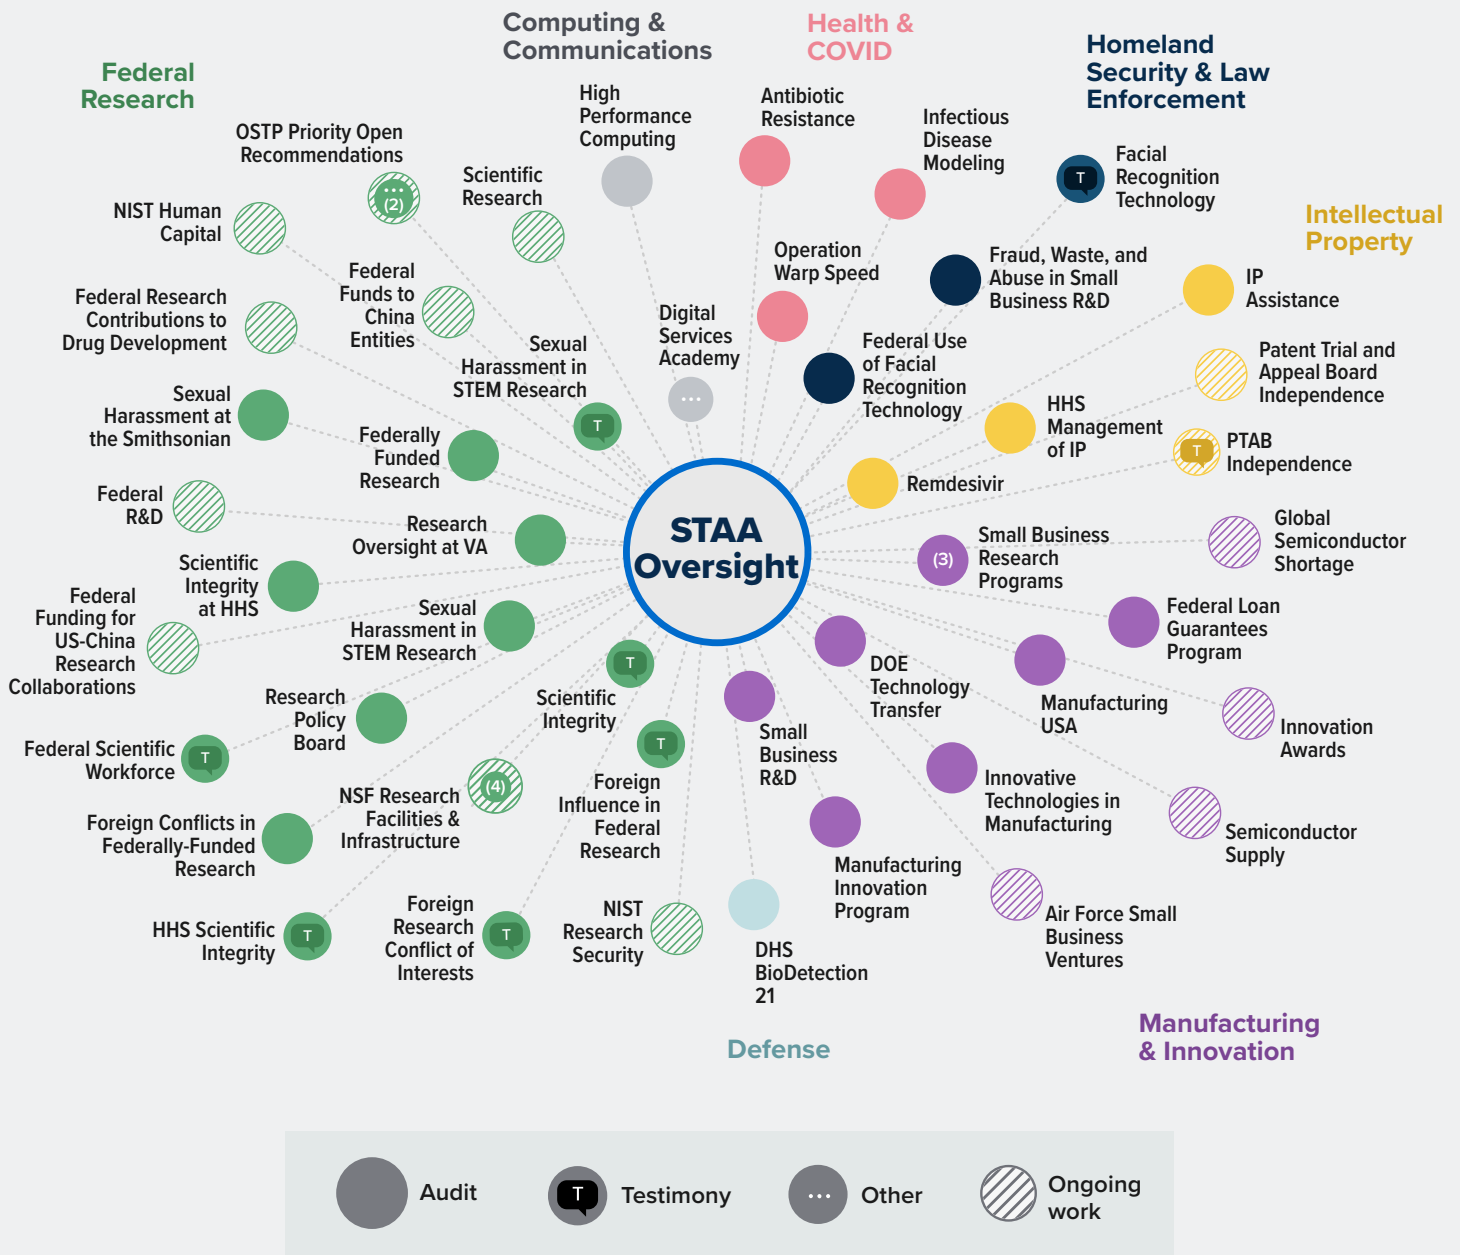 Computing &
Communications
Health &
COVID
Homeland
Security & Law
Enforcement
Federal
Research
High
Performance
Computing
Antibiotic
Resistance
Infectious
Disease
Modeling
OSTP Priority Open
Recommendations
...
(2)
Scientific
Research
T
Facial
Recognition
Technology
Intellectual
Property
NIST Human
Capital
Operation
Warp Speed
Fraud, Waste, and
Abuse in Small
Business R&D
IP
Assistance
Federal
Funds to
China
Entities
Federal Research
Contributions to
Drug Development
Digital
Services
Academy
...
Federal Use
of Facial
Recognition
Technology
Patent Trial and
Appeal Board
Independence
Sexual
Harassment in
STEM Research
T
Sexual
Harassment at
the Smithsonian
HHS
Management
of IP
T
PTAB
Independence
Federally
Funded
Research
Remdesivir
Federal
R&D
Research
Oversight at VA
STAA
Oversight
(3)
Small Business
Research
Programs
Global
Semiconductor
Shortage
Scientific
Integrity
at HHS
Federal
Funding for
US-China
Research
Collaborations
Sexual
Harassment in
STEM Research
Federal Loan
Guarantees
Program
T
Scientific
Integrity
DOE
Technology
Transfer
Manufacturing
USA
Research
Policy
Board
Innovation
Awards
Federal Scientific
Workforce
T
Small
Business
R&D
T
Foreign
Influence in
Federal
Research
Innovative
Technologies in
Manufacturing
NSF Research
Facilities &
Infrastructure
(4)
Foreign Conflicts in
Federally-Funded
Research
Semiconductor
Supply
Manufacturing
Innovation
Program
HHS Scientific
Integrity
T
Foreign
Research
Conflict of
Interests
T
NIST
Research
Security
Air Force Small
Business
Ventures
DHS
BioDetection
21
Defense
Manufacturing
& Innovation
Audit
T
Testimony
...
Other
Ongoing
work